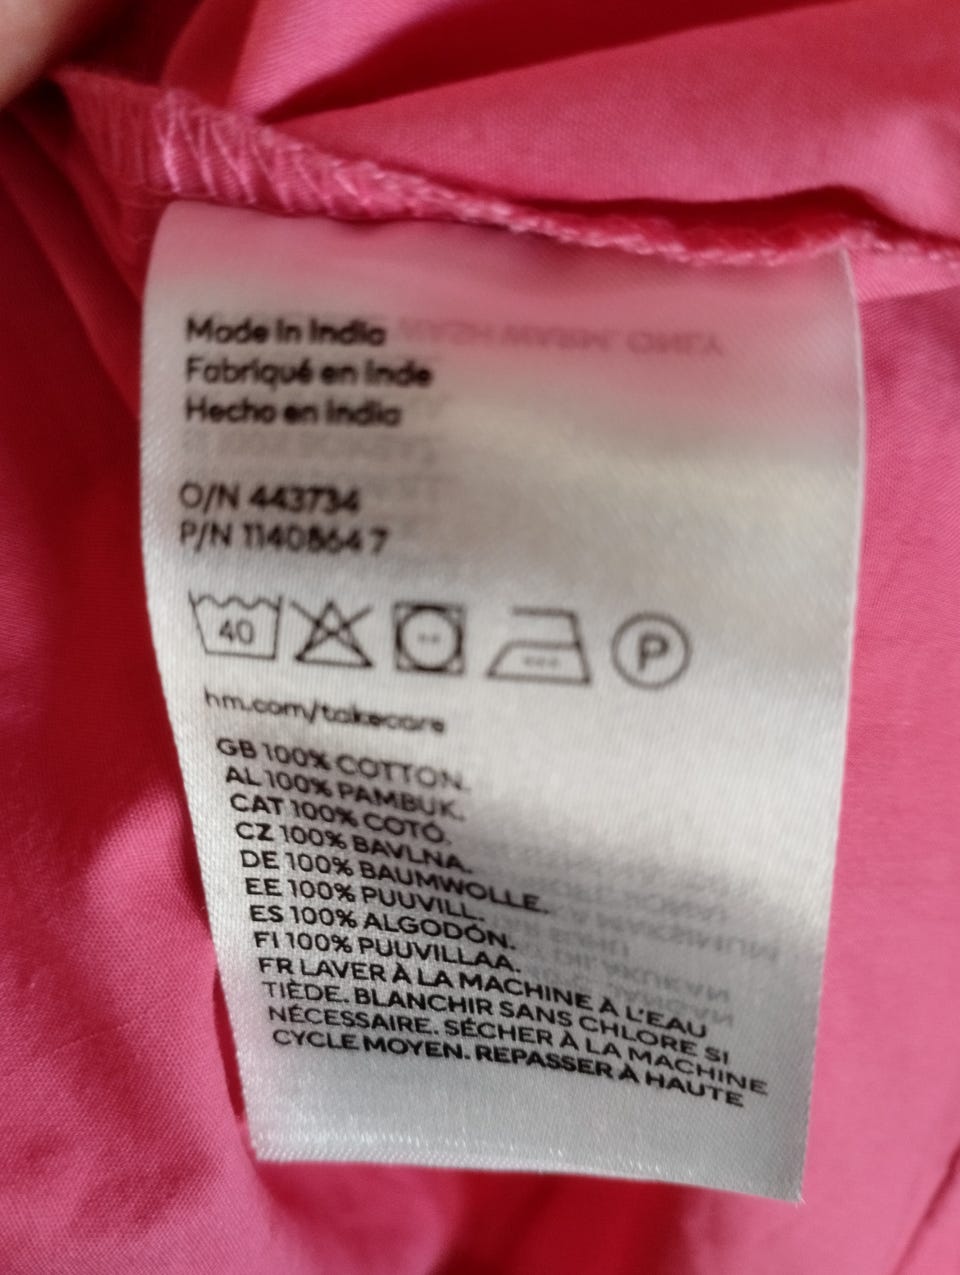 Made in India
Fabriqué en Inde
Hecho en India
O/N 443734
P/N 1140864 7
40
P
hm.com/takecare
GB 100% COTTON.
AL 100% PAMBUK.
CAT 100% COTÓ.
CZ 100% BAVLNA.
DE 100% BAUMWOLLE.
EE 100% PUUVILL.
ES 100% ALGODÓN.
FI 100% PUUVILLAA.
FR LAVER À LA MACHINE À L'EAU
TIÈDE. BLANCHIR SANS CHLORE SI
NÉCESSAIRE. SÉCHER À LA MACHINE
CYCLE MOYEN. REPASSER À HAUTE